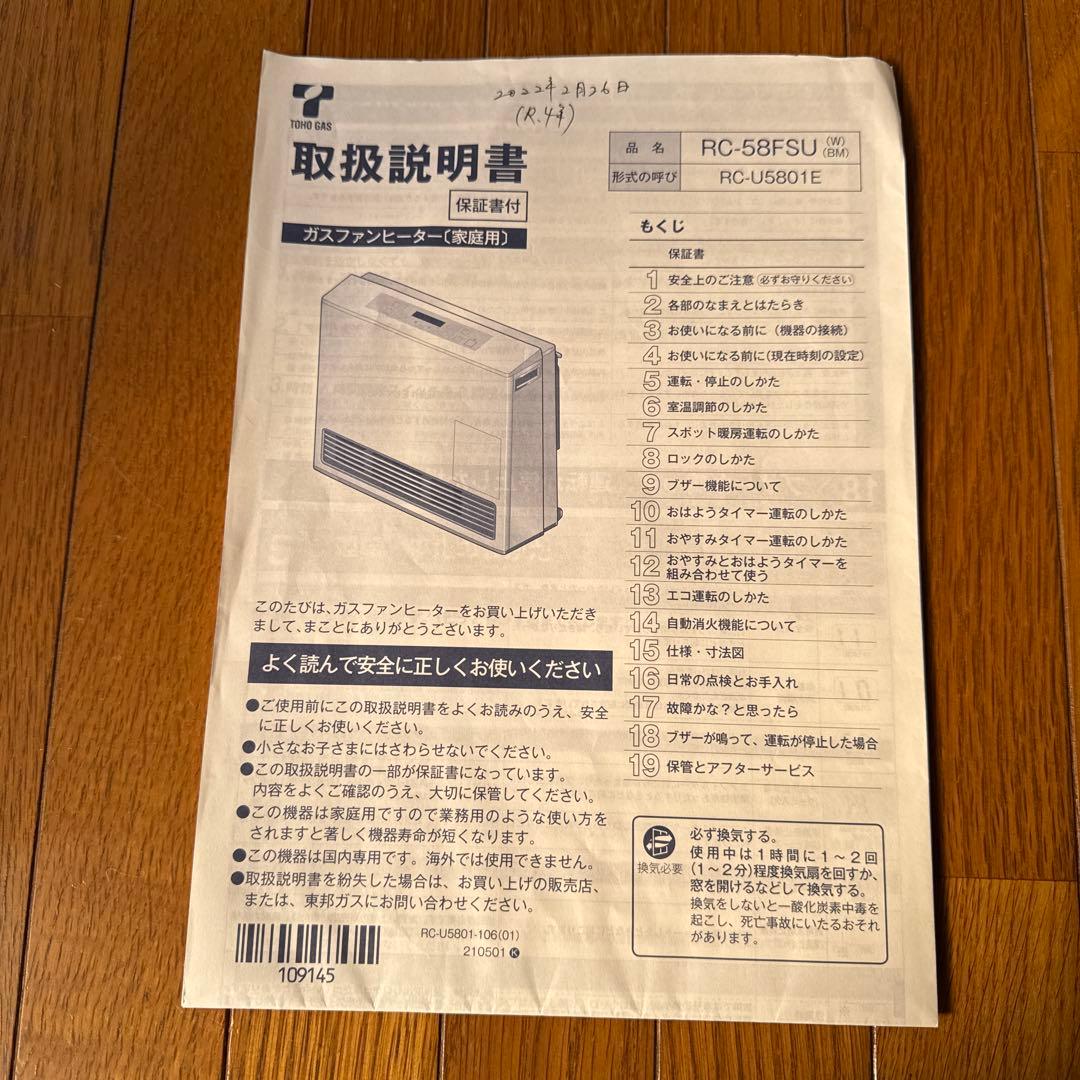 2022年2月26日
(R.4年)
TOHO GAS
取扱説明書
保証書付
ガスファンヒーター〔家庭用〕
品 名 RC-58FSU (W) (BM)
形式の呼び RC-U5801E
もくじ
保証書
1 安全上のご注意 必ずお守りください
2 各部のなまえとはたらき
3 お使いになる前に(機器の接続)
4 お使いになる前に(現在時刻の設定)
5 運転・停止のしかた
6 室温調節のしかた
7 スポット暖房運転のしかた
8 ロックのしかた
9 ブザー機能について
10 おはようタイマー運転のしかた
11 おやすみタイマー運転のしかた
12 おやすみとおはようタイマーを
組み合わせて使う
13 エコ運転のしかた
14 自動消火機能について
15 仕様・寸法図
16 日常の点検とお手入れ
17 故障かな?と思ったら
18 ブザーが鳴って、運転が停止した場合
19 保管とアフターサービス
このたびは、ガスファンヒーターをお買い上げいただき
まして、まことにありがとうございます。
よく読んで安全に正しくお使いください
●ご使用前にこの取扱説明書をよくお読みのうえ、安全
に正しくお使いください。
●小さなお子さまにはさわらせないでください。
●この取扱説明書の一部が保証書になっています。
内容をよくご確認のうえ、大切に保管してください。
●この機器は家庭用ですので業務用のような使い方を
されますと著しく機器寿命が短くなります。
●この機器は国内専用です。海外では使用できません。
●取扱説明書を紛失した場合は、お買い上げの販売店、
または、東邦ガスにお問い合わせください。
換気必要
必ず換気する。
使用中は1時間に1～2回
(1～2分)程度換気扇を回すか、
窓を開けるなどして換気する。
換気をしないと一酸化炭素中毒を
起こし、死亡事故にいたるおそれ
があります。
109145
RC-U5801-106(01)
210501 K